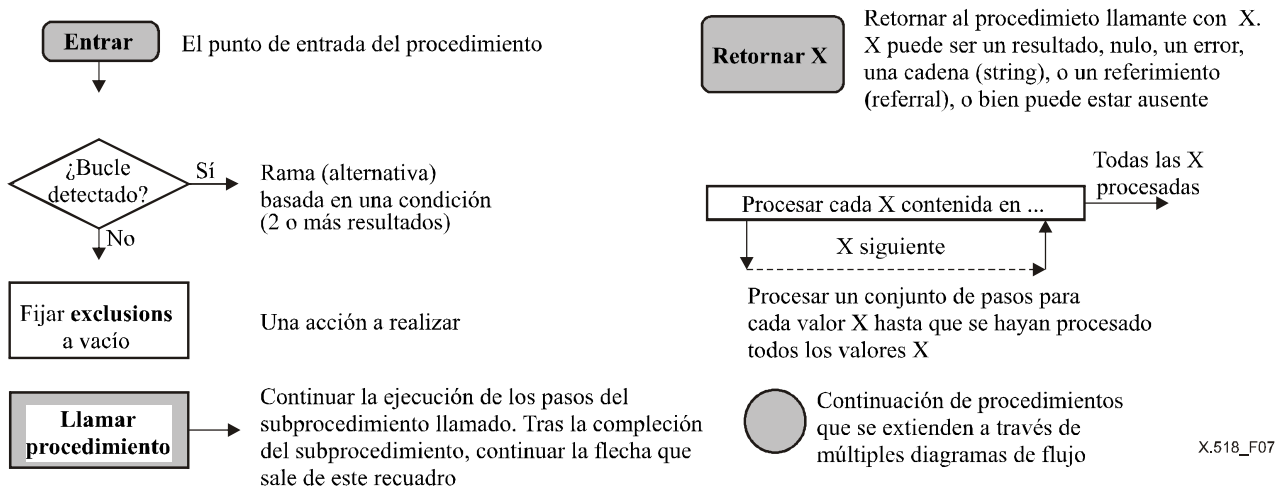 Entrar
El punto de entrada del procedimiento
¿Bucle
detectado?
Sí
No
Rama (alternativa)
basada en una condición
(2 o más resultados)
Fijar exclusions
a vacío
Una acción a realizar
Llamar
procedimiento
Continuar la ejecución de los pasos del
subprocedimiento llamado. Tras la compleción
del subprocedimiento, continuar la flecha que
sale de este recuadro
Retornar X
Retornar al procedimieto llamante con X.
X puede ser un resultado, nulo, un error,
una cadena (string), o un referimiento
(referral), o bien puede estar ausente
Todas las X
procesadas
Procesar cada X contenida en ...
X siguiente
Procesar un conjunto de pasos para
cada valor X hasta que se hayan procesado
todos los valores X
Continuación de procedimientos
que se extienden a través de
múltiples diagramas de flujo
X.518_F07